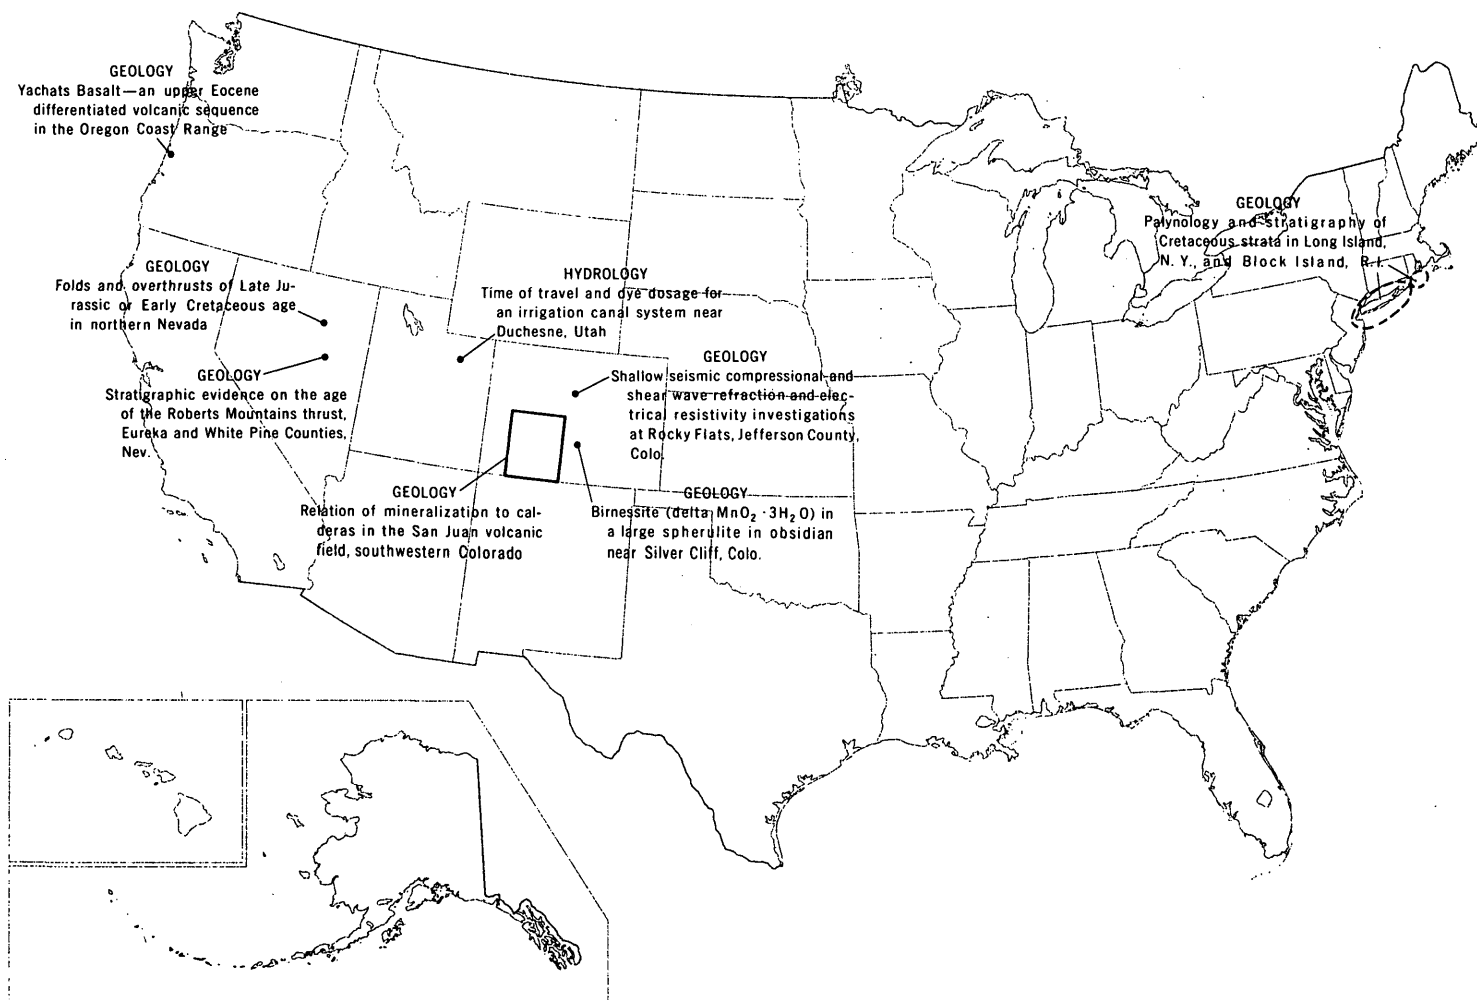 GEOLOGY
Yachats Basalt—an upper Eocene
differentiated volcanic sequence
in the Oregon Coast Range
GEOLOGY
Palynology and stratigraphy of
Cretaceous strata in Long Island,
N. Y., and Block Island, R.I.
GEOLOGY
Folds and overthrusts of Late Ju-
rassic or Early Cretaceous age
in northern Nevada
HYDROLOGY
Time of travel and dye dosage for
an irrigation canal system near
Duchesne, Utah
GEOLOGY
Stratigraphic evidence on the age
of the Roberts Mountains thrust,
Eureka and White Pine Counties,
Nev.
GEOLOGY
Shallow seismic compressional and
shear wave refraction and elec-
trical resistivity investigations
at Rocky Flats, Jefferson County,
Colo.
GEOLOGY
Relation of mineralization to cal-
deras in the San Juan volcanic
field, southwestern Colorado
GEOLOGY
Birnessite (delta MnO₂ · 3H₂O) in
a large spherulite in obsidian
near Silver Cliff, Colo.